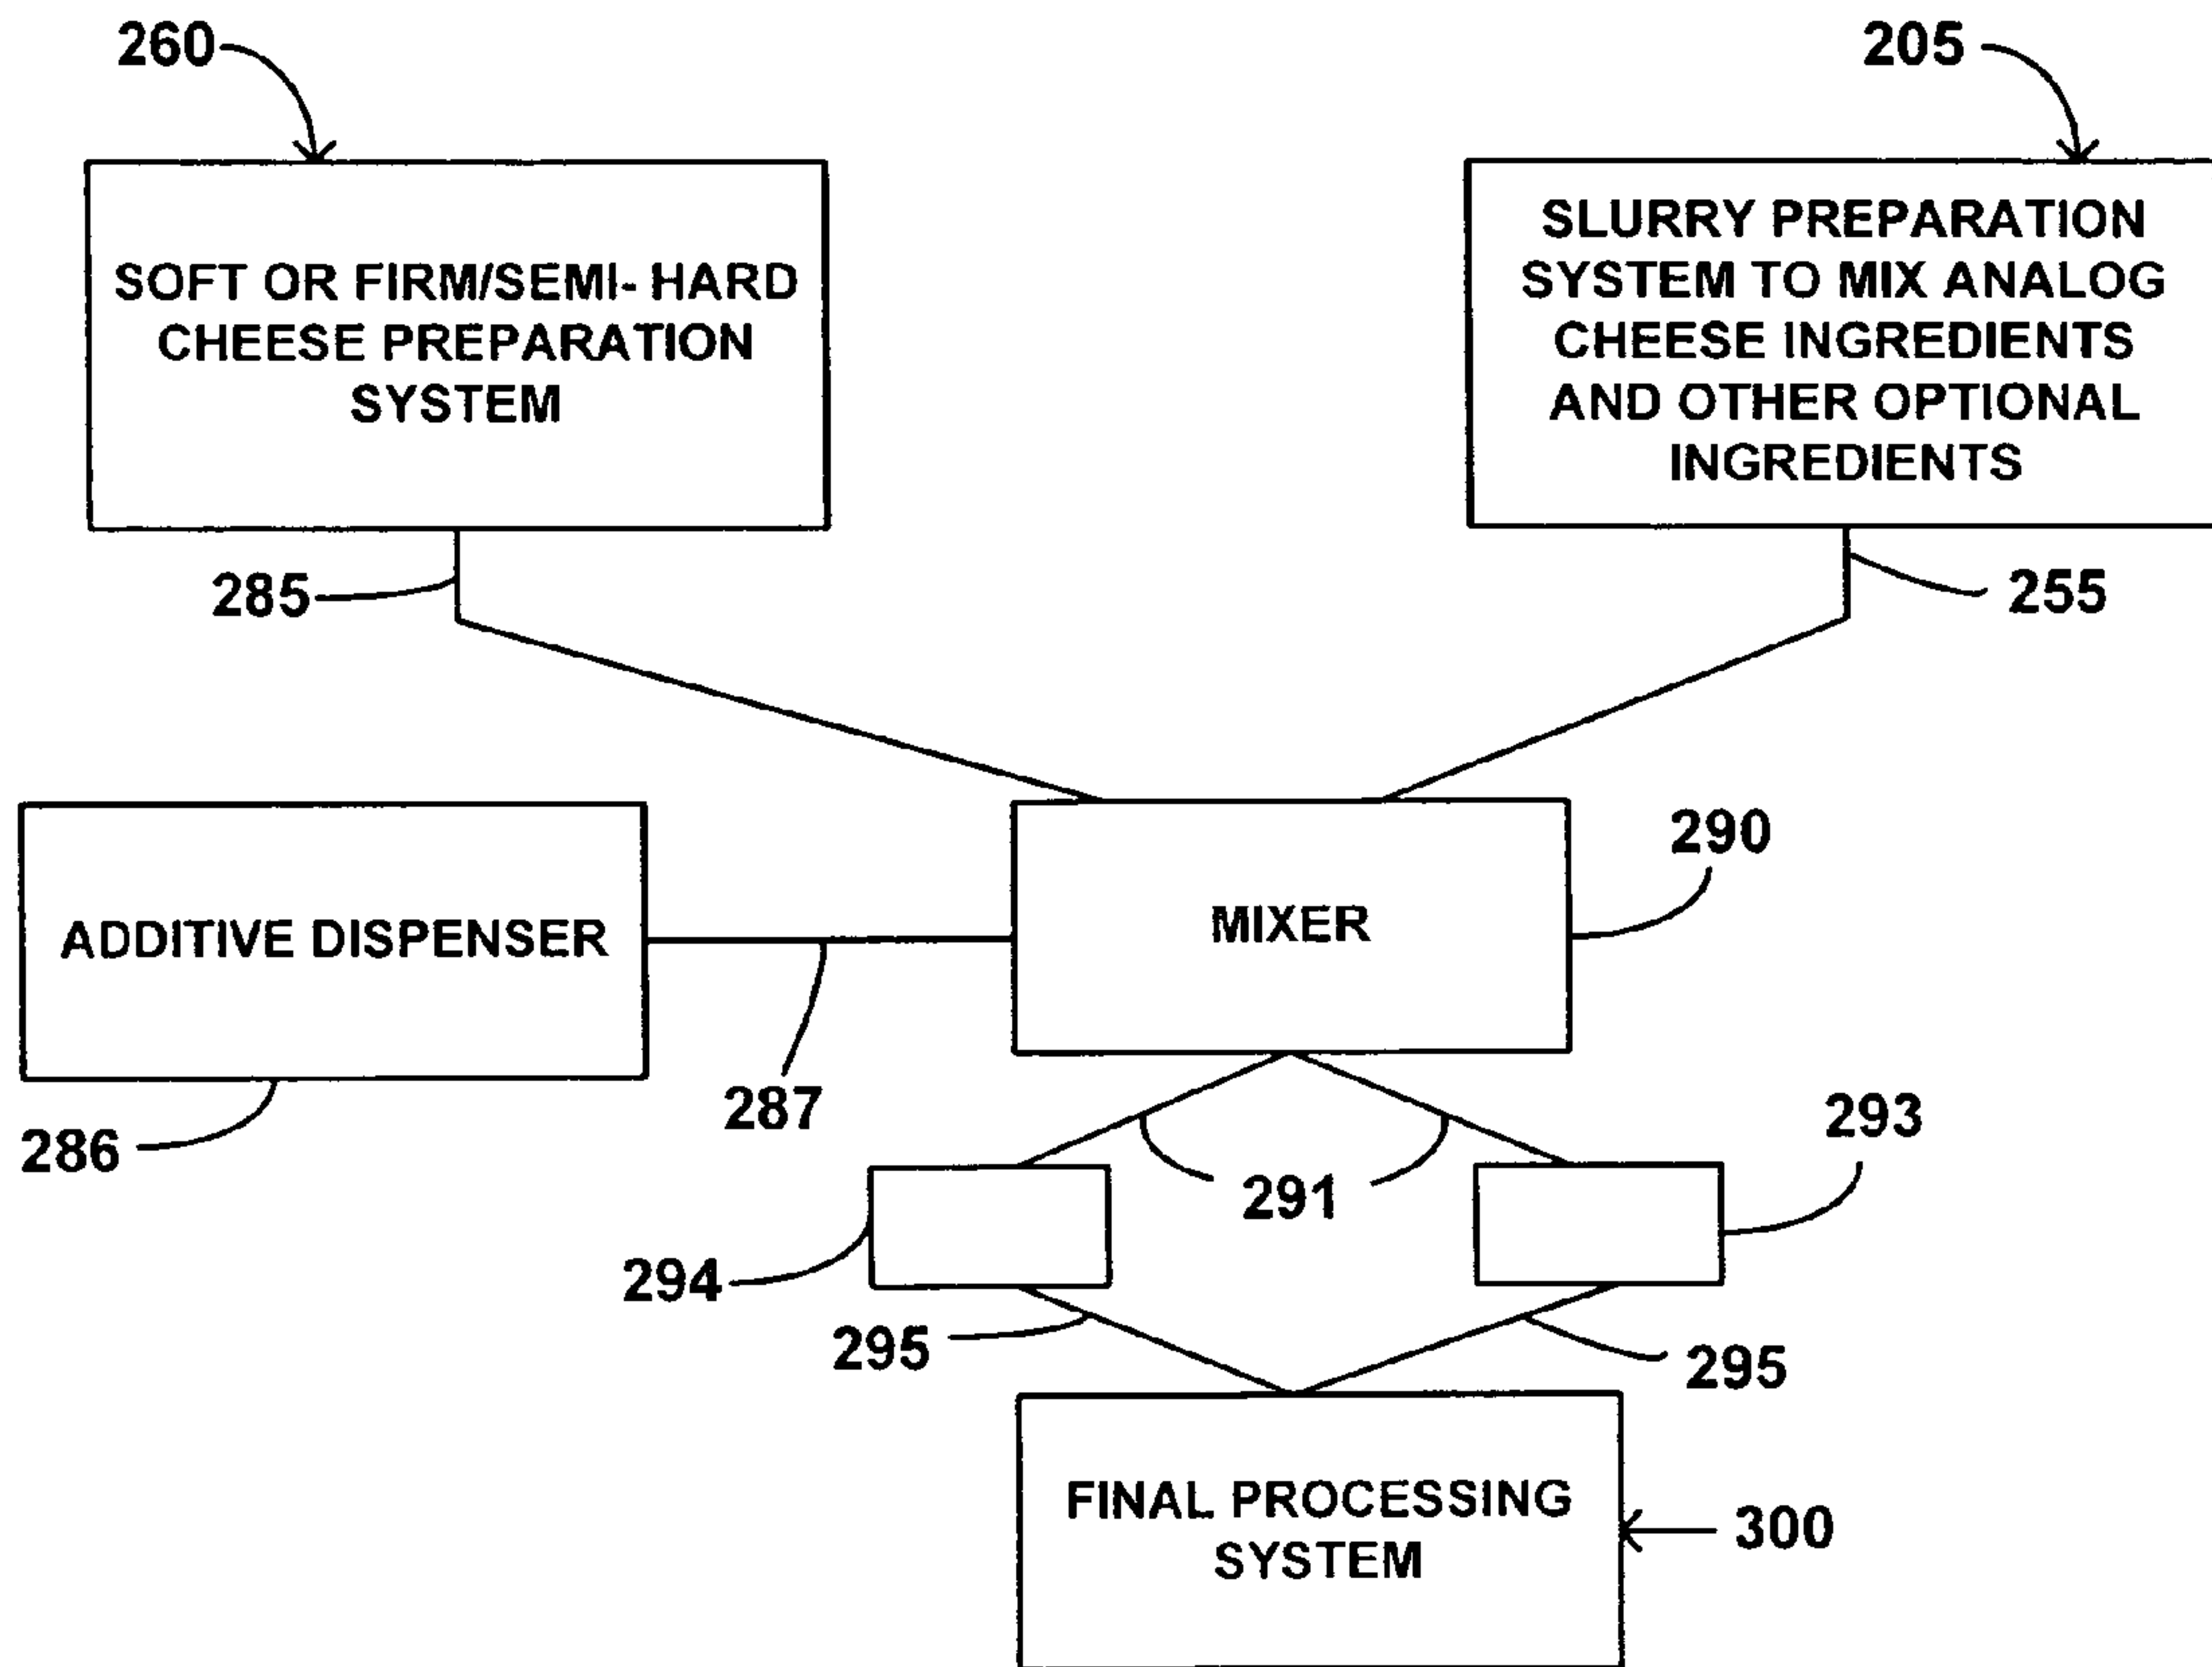 260
205
SOFT OR FIRM/SEMI- HARD
CHEESE PREPARATION
SYSTEM
SLURRY PREPARATION
SYSTEM TO MIX ANALOG
CHEESE INGREDIENTS
AND OTHER OPTIONAL
INGREDIENTS
285
255
290
ADDITIVE DISPENSER
MIXER
287
286
293
291
294
295
295
FINAL PROCESSING
SYSTEM
300